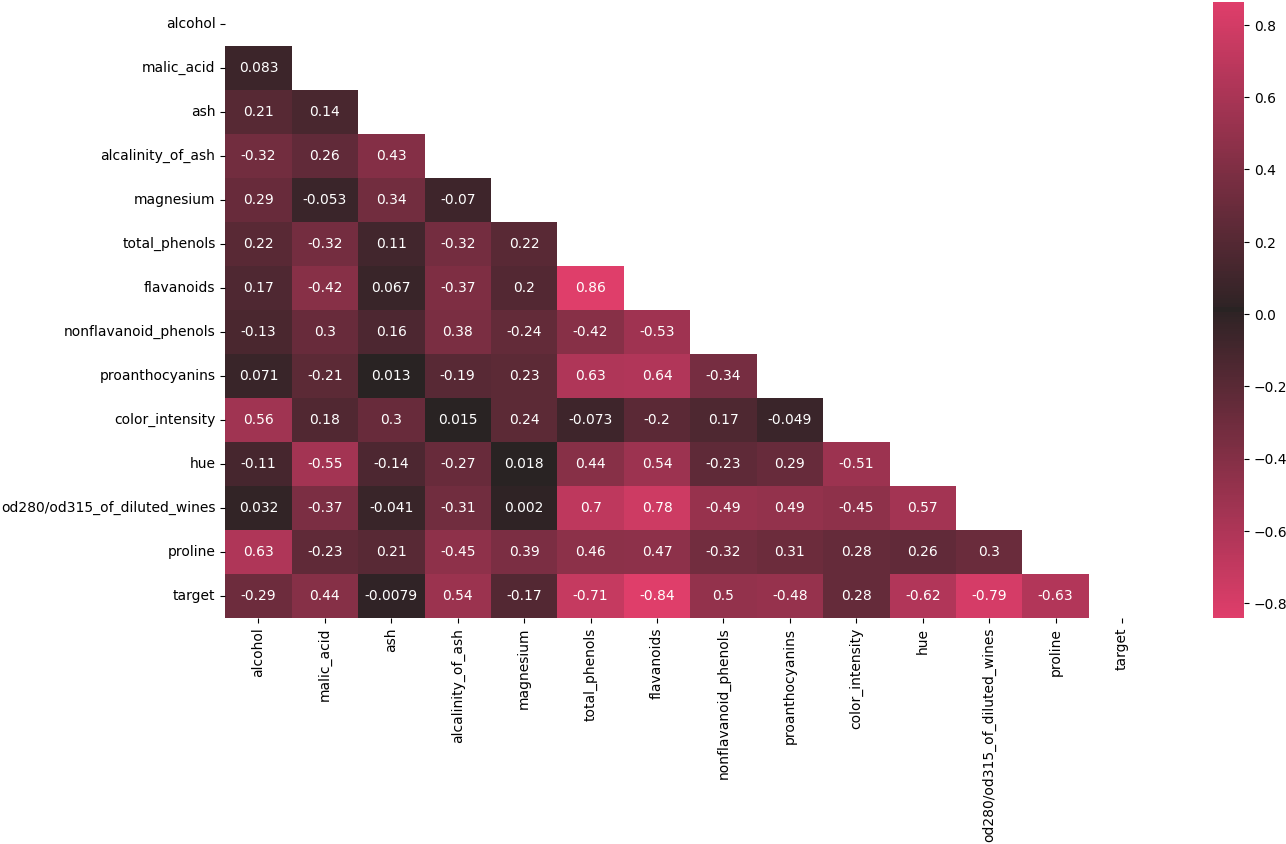 alcohol
malic_acid 0.083
ash 0.21 0.14
alcalinity_of_ash -0.32 0.26 0.43
magnesium 0.29 -0.053 0.34 -0.07
total_phenols 0.22 -0.32 0.11 -0.32 0.22
flavanoids 0.17 -0.42 0.067 -0.37 0.2 0.86
nonflavanoid_phenols -0.13 0.3 0.16 0.38 -0.24 -0.42 -0.53
proanthocyanins 0.071 -0.21 0.013 -0.19 0.23 0.63 0.64 -0.34
color_intensity 0.56 0.18 0.3 0.015 0.24 -0.073 -0.2 0.17 -0.049
hue -0.11 -0.55 -0.14 -0.27 0.018 0.44 0.54 -0.23 0.29 -0.51
od280/od315_of_diluted_wines 0.032 -0.37 -0.041 -0.31 0.002 0.7 0.78 -0.49 0.49 -0.45 0.57
proline 0.63 -0.23 0.21 -0.45 0.39 0.46 0.47 -0.32 0.31 0.28 0.26 0.3
target -0.29 0.44 -0.0079 0.54 -0.17 -0.71 -0.84 0.5 -0.48 0.28 -0.62 -0.79 -0.63
alcohol
malic_acid
ash
alcalinity_of_ash
magnesium
total_phenols
flavanoids
nonflavanoid_phenols
proanthocyanins
color_intensity
hue
od280/od315_of_diluted_wines
proline
target
0.8
0.6
0.4
0.2
0.0
−0.2
−0.4
−0.6
−0.8